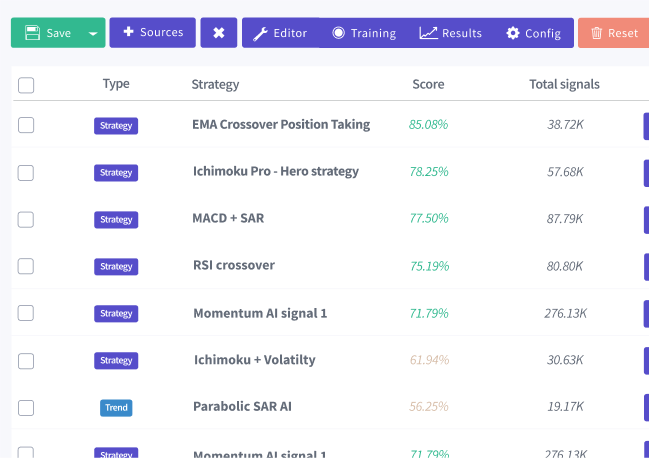 Save Sources Editor Training Results Config Reset
Type Strategy Score Total signals
Strategy EMA Crossover Position Taking 85.08% 38.72K
Strategy Ichimoku Pro - Hero strategy 78.25% 57.68K
Strategy MACD + SAR 77.50% 87.79K
Strategy RSI crossover 75.19% 80.80K
Strategy Momentum AI signal 1 71.79% 276.13K
Strategy Ichimoku + Volatilty 61.94% 30.63K
Trend Parabolic SAR AI 56.25% 19.17K
Strategy Momentum AI signal 1 71.79% 276.13K